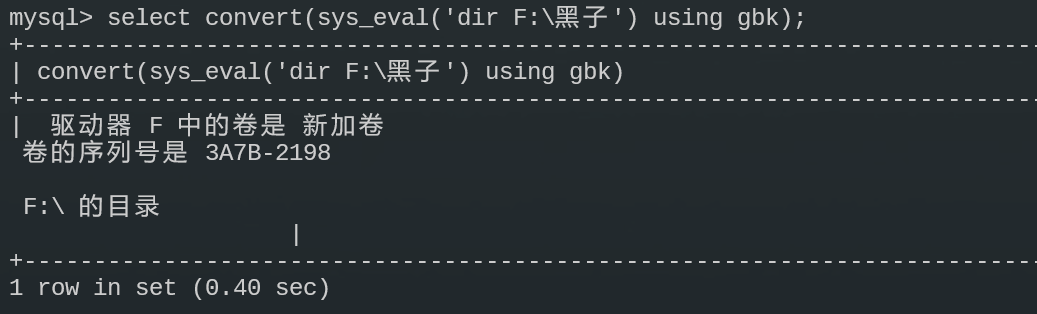 mysql> select convert(sys_eval('dir F:\黑子') using gbk);
+--------------------------------------------------------------------------
| convert(sys_eval('dir F:\黑子') using gbk)
+--------------------------------------------------------------------------
|  驱动器 F 中的卷是 新加卷
卷的序列号是 3A7B-2198
F:\ 的目录
|
+--------------------------------------------------------------------------
1 row in set (0.40 sec)